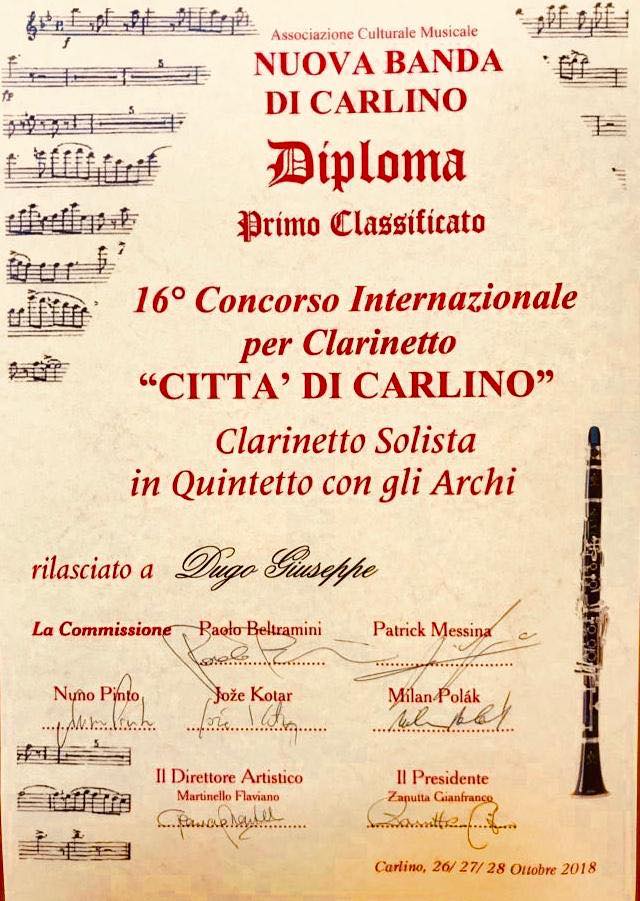 Associazione Culturale Musicale
NUOVA BANDA
DI CARLINO
Diploma
Primo Classificato
16° Concorso Internazionale
per Clarinetto
“CITTA’ DI CARLINO”
Clarinetto Solista
in Quintetto con gli Archi
rilasciato a Dugo Giuseppe
La Commissione Paolo Beltramini Patrick Messina
Nuno Pinto Jože Kotar Milan Polák
Il Direttore Artistico Il Presidente
Martinello Flaviano Zanutta Gianfranco
Carlino, 26/ 27/ 28 Ottobre 2018